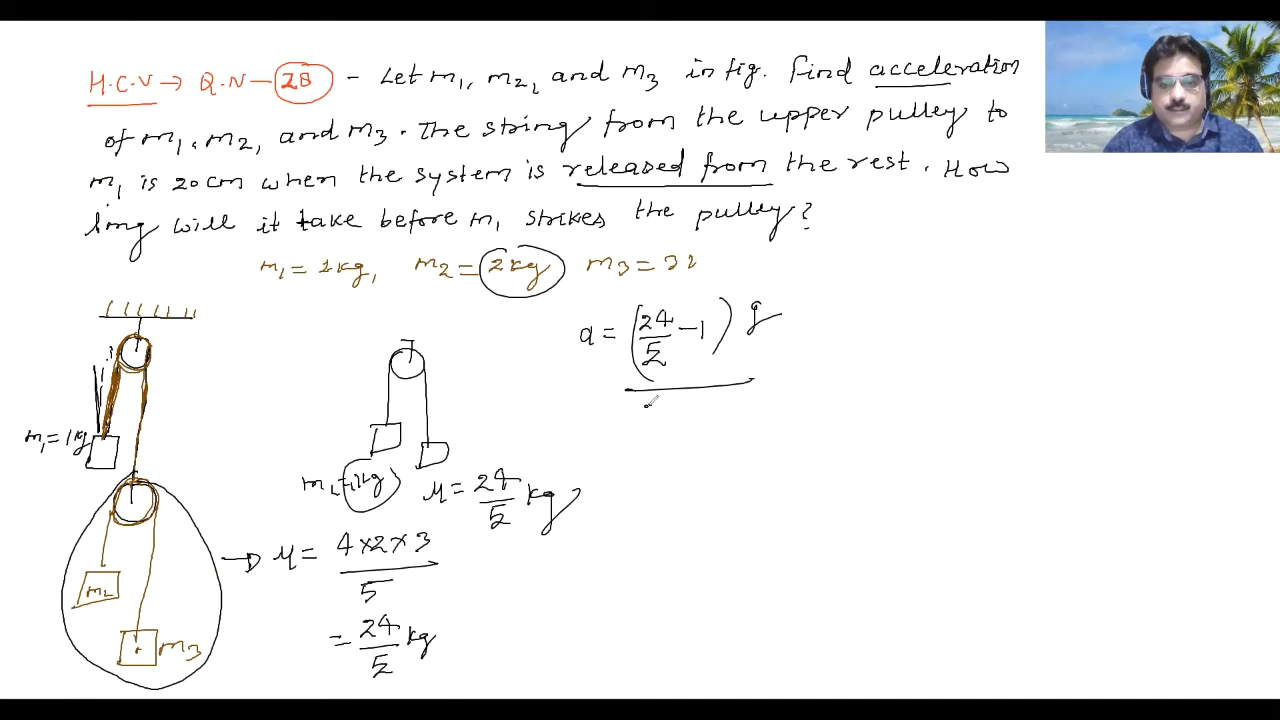 H.C.V → Q.N — 28 - Let m1, m2, and m3 in fig. find acceleration
of m1, m2, and m3. The string from the upper pulley to
m1 is 20cm when the system is released from the rest. How
long will it take before m1 strikes the pulley?
m1 = 1kg, m2 = 2kg m3 = 3
a = (24/5 - 1) g
m1 = 1kg
μ = 24/5 kg
→ μ = 4×2×3/5
m2
= 24/5 kg
m3